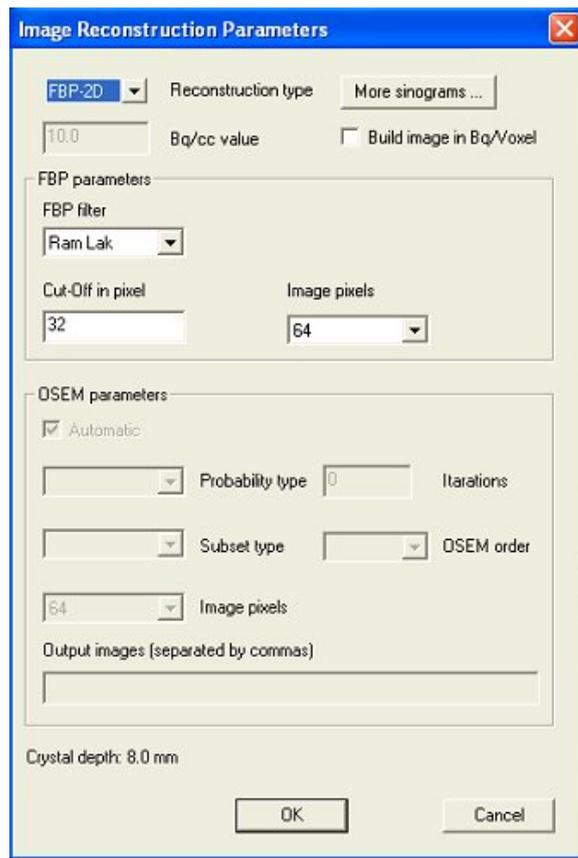 Image Reconstruction Parameters
FBP-2D Reconstruction type More sinograms ...
10.0 Bq/cc value Build image in Bq/Voxel
FBP parameters
FBP filter
Ram Lak
Cut-Off in pixel Image pixels
32 64
OSEM parameters
Automatic
Probability type 0 Itarations
Subset type OSEM order
64 Image pixels
Output images (separated by commas)
Crystal depth: 8.0 mm
OK Cancel